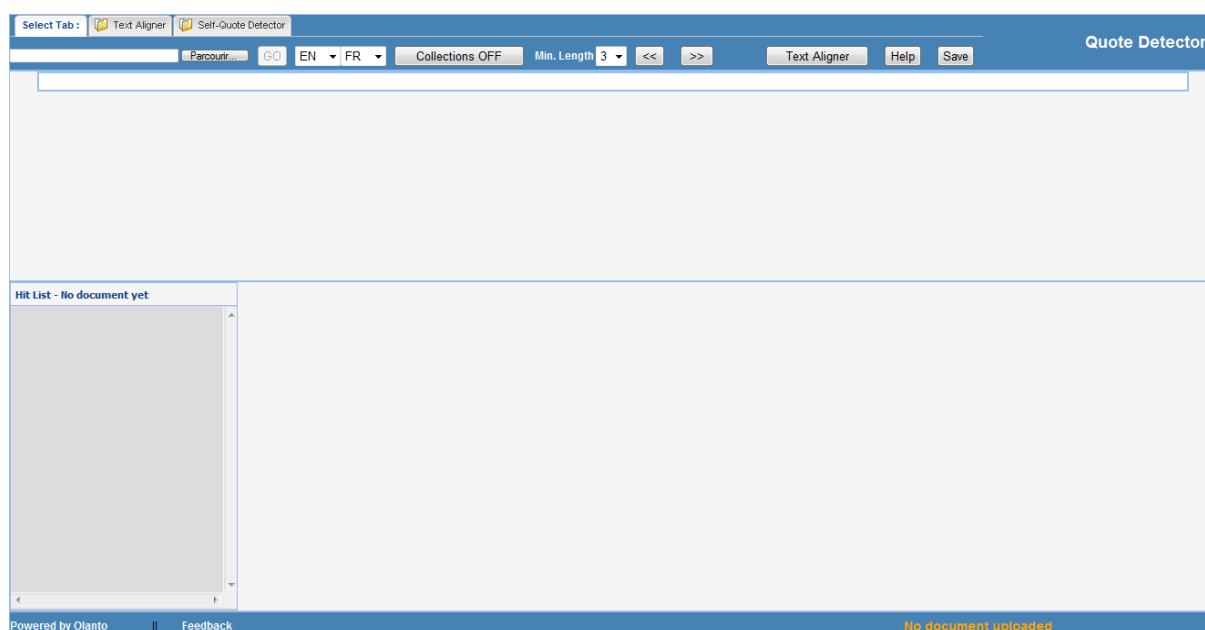 Select Tab : Text Aligner Self-Quote Detector
Quote Detector
Parcourir... GO EN FR Collections OFF Min. Length 3 << >> Text Aligner Help Save
Hit List - No document yet
Powered by Olanto || Feedback No document uploaded